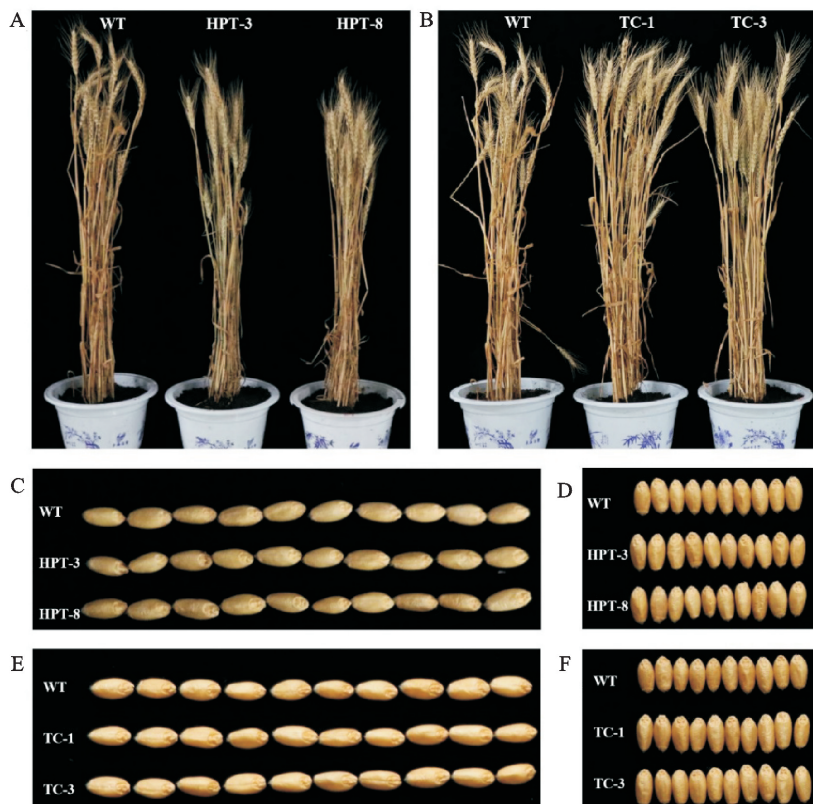 A WT HPT-3 HPT-8
B WT TC-1 TC-3
C
WT
HPT-3
HPT-8
D
WT
HPT-3
HPT-8
E
WT
TC-1
TC-3
F
WT
TC-1
TC-3